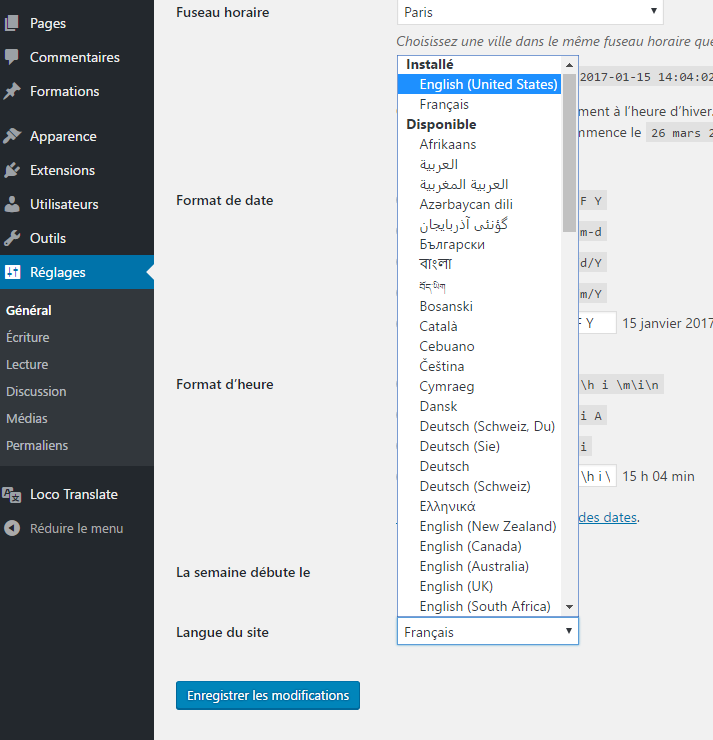 Pages
Commentaires
Formations
Apparence
Extensions
Utilisateurs
Outils
Réglages
Général
Écriture
Lecture
Discussion
Médias
Permaliens
Loco Translate
Réduire le menu
Fuseau horaire
Paris
Choisissez une ville dans le même fuseau horaire que
2017-01-15 14:04:02
ment à l’heure d’hiver.
mmence le 26 mars 2
Format de date
F Y
m-d
d/Y
m/Y
F Y 15 janvier 2017
Format d’heure
\h i \m\i\n
i A
i
\h i \ 15 h 04 min
des dates.
La semaine débute le
Langue du site
Installé
English (United States)
Français
Disponible
Afrikaans
العربية
العربية المغربية
Azərbaycan dili
گؤنئی آذربایجان
Български
বাংলা
བོད་ཡིག
Bosanski
Català
Cebuano
Čeština
Cymraeg
Dansk
Deutsch (Schweiz, Du)
Deutsch (Sie)
Deutsch
Deutsch (Schweiz)
Ελληνικά
English (New Zealand)
English (Canada)
English (Australia)
English (UK)
English (South Africa)
Français
Enregistrer les modifications